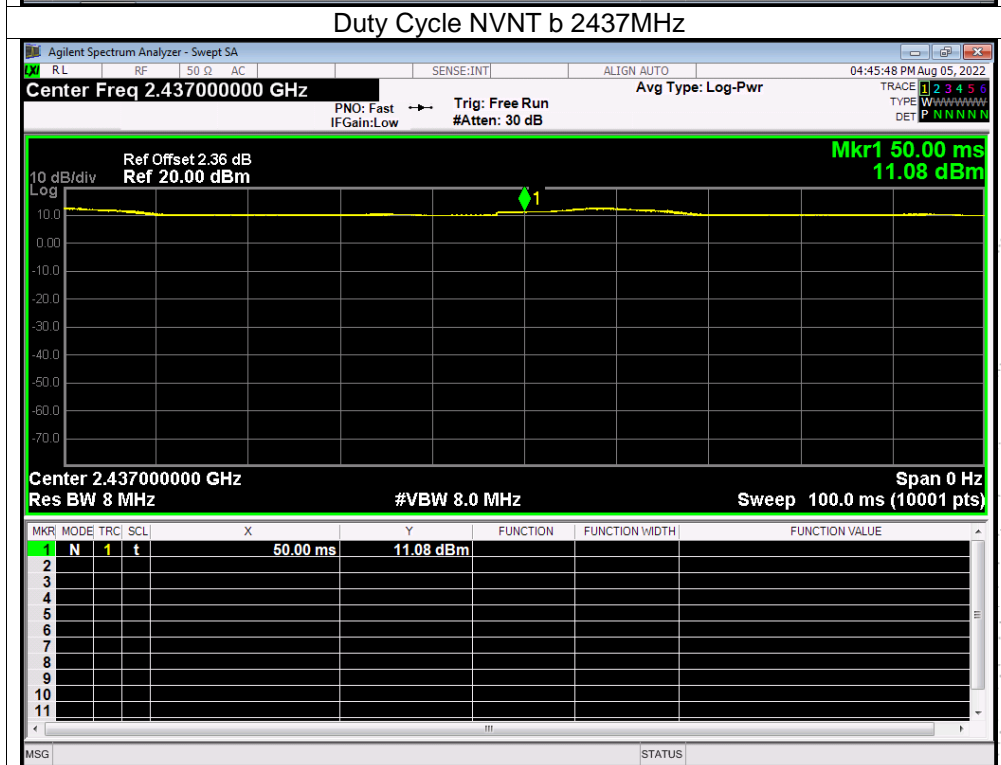 Duty Cycle NVNT b 2437MHz
Agilent Spectrum Analyzer - Swept SA
LXI RL RF 50 Ω AC SENSE:INT ALIGN AUTO 04:45:48 PM Aug 05, 2022
Center Freq 2.437000000 GHz Avg Type: Log-Pwr TRACE 1 2 3 4 5 6
PNO: Fast Trig: Free Run TYPE WWWWWW
IFGain:Low #Atten: 30 dB DET P N N N N N
Mkr1 50.00 ms
Ref Offset 2.36 dB
10 dB/div Ref 20.00 dBm 11.08 dBm
Log
1
10.0
0.00
-10.0
-20.0
-30.0
-40.0
-50.0
-60.0
-70.0
Center 2.437000000 GHz Span 0 Hz
Res BW 8 MHz #VBW 8.0 MHz Sweep 100.0 ms (10001 pts)
MKR MODE TRC SCL X Y FUNCTION FUNCTION WIDTH FUNCTION VALUE
1 N 1 t 50.00 ms 11.08 dBm
2
3
4
5
6
7
8
9
10
11
MSG STATUS